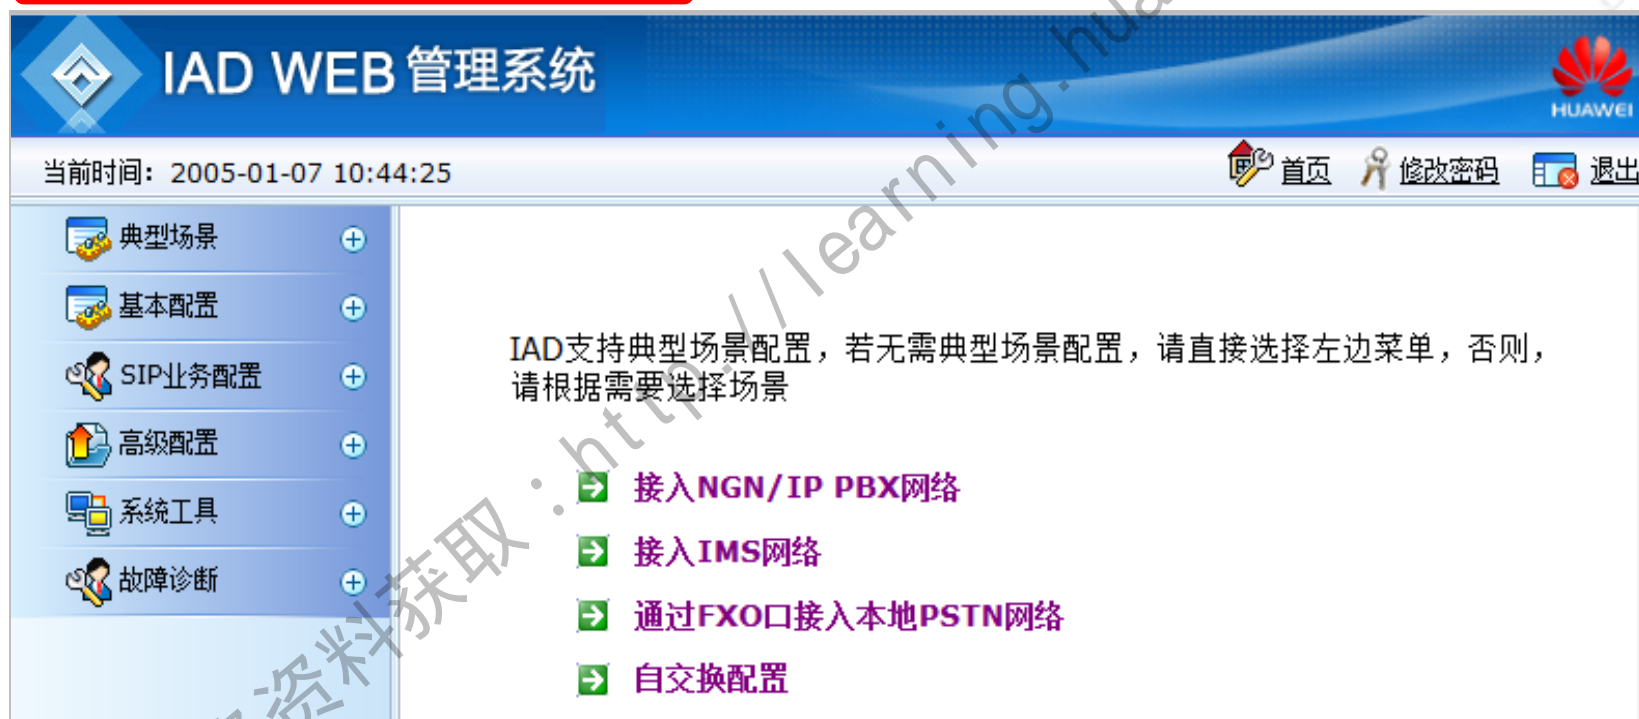 IAD WEB管理系统
HUAWEI
当前时间：2005-01-07 10:44:25
首页 修改密码 退出
典型场景
基本配置
SIP业务配置
高级配置
系统工具
故障诊断
IAD支持典型场景配置，若无需典型场景配置，请直接选择左边菜单，否则，
请根据需要选择场景
接入NGN/IP PBX网络
接入IMS网络
通过FXO口接入本地PSTN网络
自交换配置
资料获取：http://learning.hua